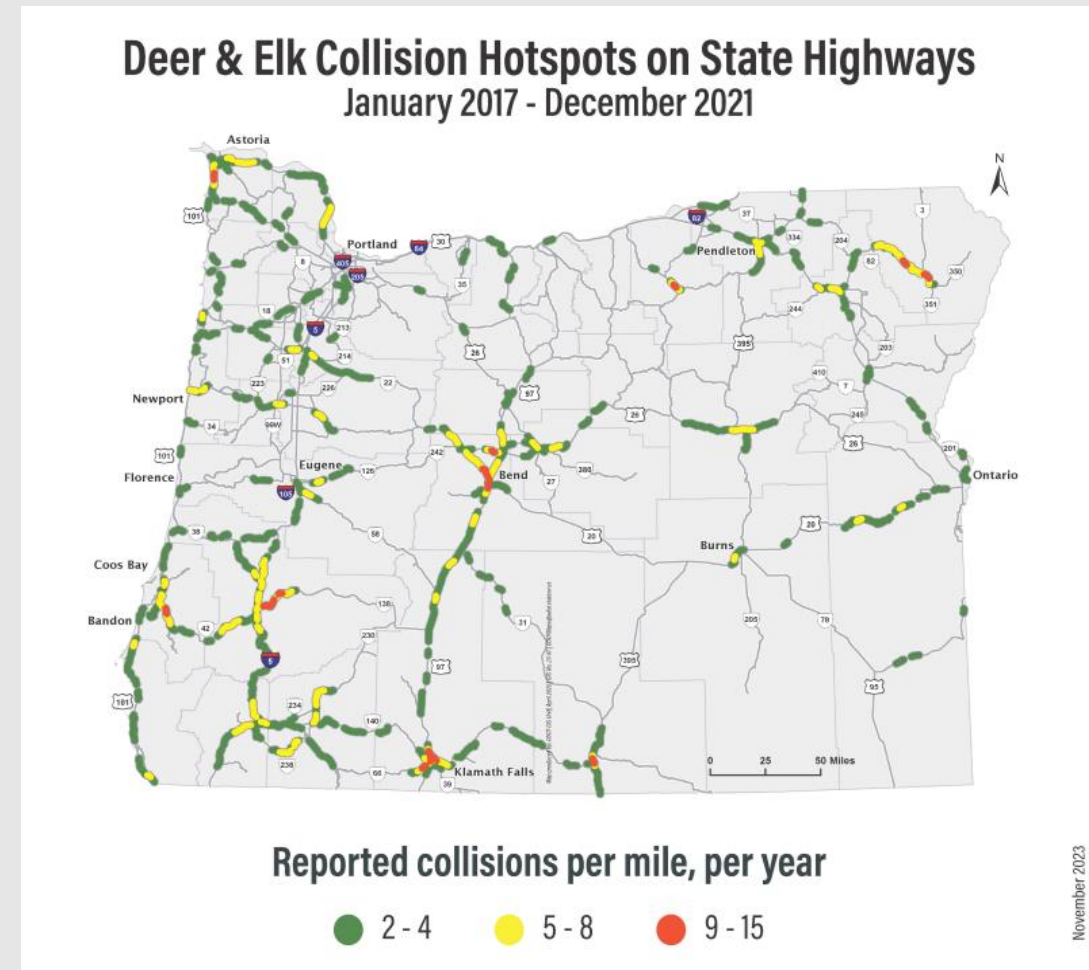 Deer & Elk Collision Hotspots on State Highways
January 2017 - December 2021
Astoria
N
101
82
37
3
Portland
84
30
Pendleton
334
204
82
350
405
205
8
35
351
18
244
5
213
26
395
203
51
214
410
7
223
226
22
97
Newport
245
34
99W
26
26
242
201
101
Bend
Eugene
126
380
27
Florence
Ontario
105
20
38
58
20
Burns
Coos Bay
138
Bandon
42
31
205
78
230
5
97
395
95
101
234
140
0 25 50 Miles
238
66
Klamath Falls
39
Reported collisions per mile, per year
2 - 4
5 - 8
9 - 15
November 2023